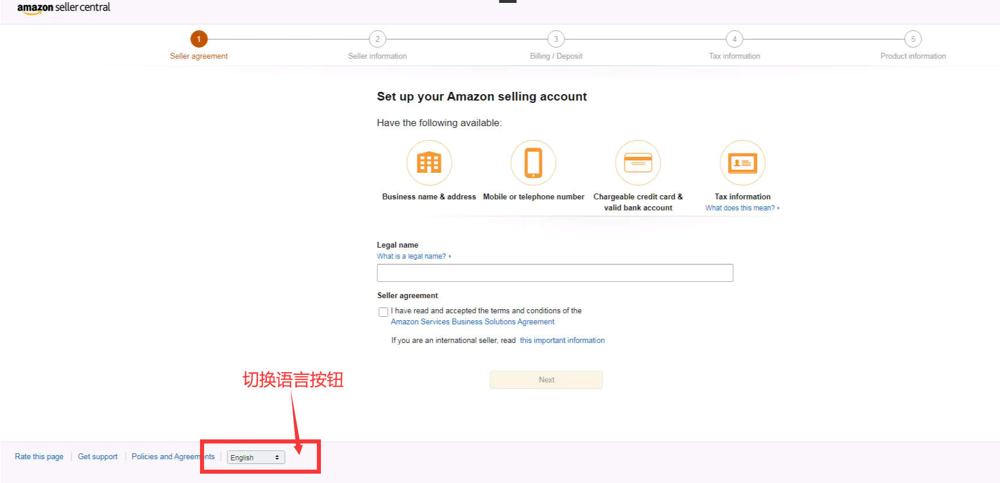 amazon seller central
1
2
3
4
5
Seller agreement
Seller information
Billing / Deposit
Tax information
Product information
Set up your Amazon selling account
Have the following available:
Business name & address
Mobile or telephone number
Chargeable credit card &
valid bank account
Tax information
What does this mean?
Legal name
What is a legal name?
Seller agreement
I have read and accepted the terms and conditions of the
Amazon Services Business Solutions Agreement
If you are an international seller, read this important information
切换语言按钮
Next
Rate this page
Get support
Policies and Agreements
English